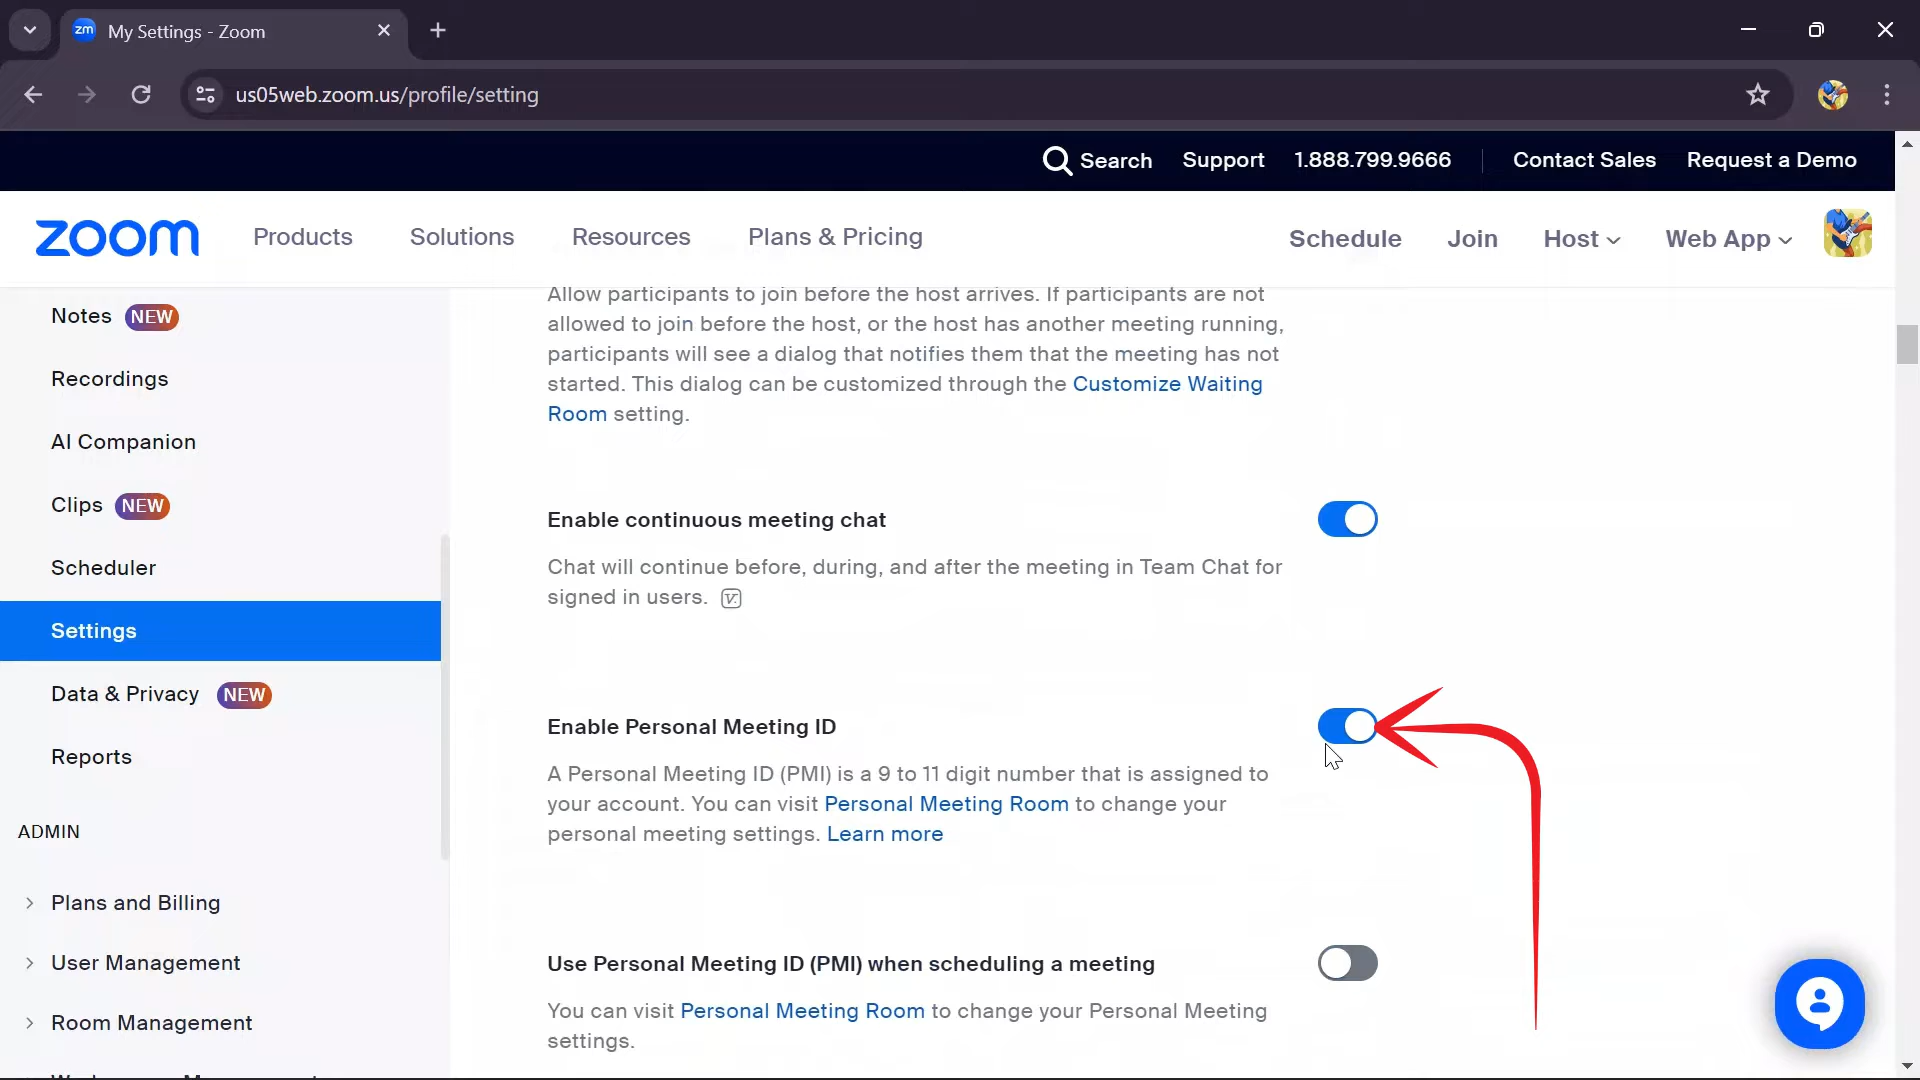 zm My Settings - Zoom
us05web.zoom.us/profile/setting
Search Support 1.888.799.9666 Contact Sales Request a Demo
zoom Products Solutions Resources Plans & Pricing Schedule Join Host Web App
Notes NEW
Recordings
AI Companion
Clips NEW
Scheduler
Settings
Data & Privacy NEW
Reports
ADMIN
Plans and Billing
User Management
Room Management
Allow participants to join before the host arrives. If participants are not
allowed to join before the host, or the host has another meeting running,
participants will see a dialog that notifies them that the meeting has not
started. This dialog can be customized through the Customize Waiting
Room setting.
Enable continuous meeting chat
Chat will continue before, during, and after the meeting in Team Chat for
signed in users.
Enable Personal Meeting ID
A Personal Meeting ID (PMI) is a 9 to 11 digit number that is assigned to
your account. You can visit Personal Meeting Room to change your
personal meeting settings. Learn more
Use Personal Meeting ID (PMI) when scheduling a meeting
You can visit Personal Meeting Room to change your Personal Meeting
settings.